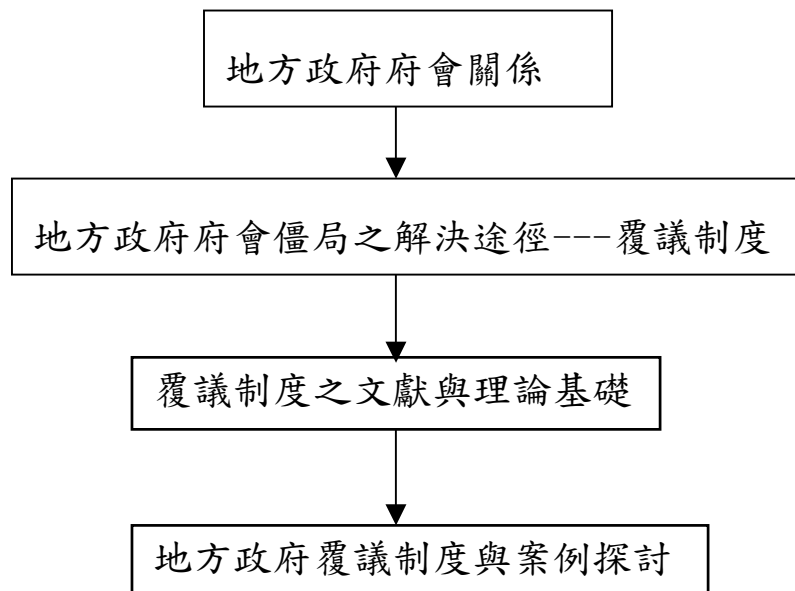 地方政府府會關係
地方政府府會僵局之解決途徑---覆議制度
覆議制度之文獻與理論基礎
地方政府覆議制度與案例探討